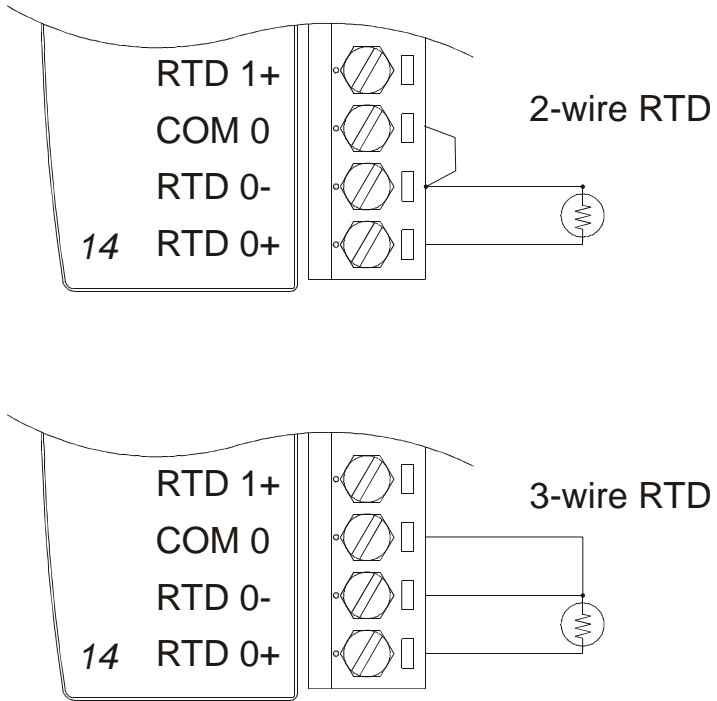 RTD 1+
COM 0
RTD 0-
14 RTD 0+
2-wire RTD
RTD 1+
COM 0
RTD 0-
14 RTD 0+
3-wire RTD